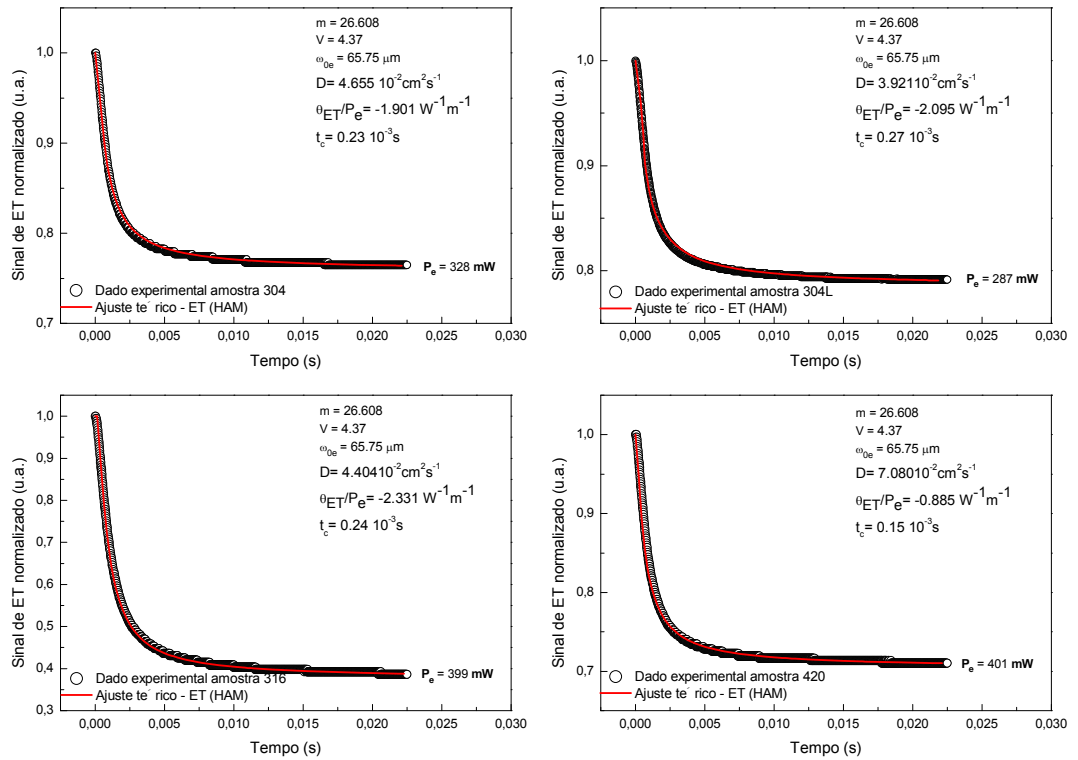 m = 26.608
V = 4.37
ω0e = 65.75 μm
D= 4.655 10-2cm2s-1
θET/Pe= -1.901 W-1m-1
tc= 0.23 10-3s
1,0
0,9
0,8
0,7
Sinal de ET normalizado (u.a.)
Pe = 328 mW
Dado experimental amostra 304
Ajuste te´ rico - ET (HAM)
0,000 0,005 0,010 0,015 0,020 0,025 0,030
Tempo (s)
m = 26.608
V = 4.37
ω0e = 65.75 μm
D= 3.92110-2cm2s-1
θET/Pe= -2.095 W-1m-1
tc= 0.27 10-3s
1,0
0,9
0,8
Sinal de ET normalizado (u.a.)
Pe = 287 mW
Dado experimental amostra 304L
Ajuste te´ rico - ET (HAM)
0,000 0,005 0,010 0,015 0,020 0,025 0,030
Tempo (s)
m = 26.608
V = 4.37
ω0e = 65.75 μm
D= 4.40410-2cm2s-1
θET/Pe= -2.331 W-1m-1
tc= 0.24 10-3s
1,0
0,9
0,8
0,7
0,6
0,5
0,4
0,3
Sinal de ET normalizado (u.a.)
Pe = 399 mW
Dado experimental amostra 316
Ajuste te´ rico - ET (HAM)
0,000 0,005 0,010 0,015 0,020 0,025 0,030
Tempo (s)
m = 26.608
V = 4.37
ω0e = 65.75 μm
D= 7.08010-2cm2s-1
θET/Pe= -0.885 W-1m-1
tc= 0.15 10-3s
1,0
0,9
0,8
0,7
Sinal de ET normalizado (u.a.)
Pe = 401 mW
Dado experimental amostra 420
Ajuste te´ rico - ET (HAM)
0,000 0,005 0,010 0,015 0,020 0,025 0,030
Tempo (s)